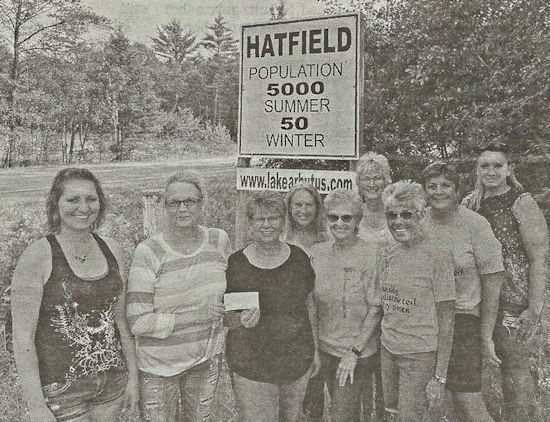 HATFIELD
POPULATION
5000
SUMMER
50
WINTER
www.lakearbutus.com